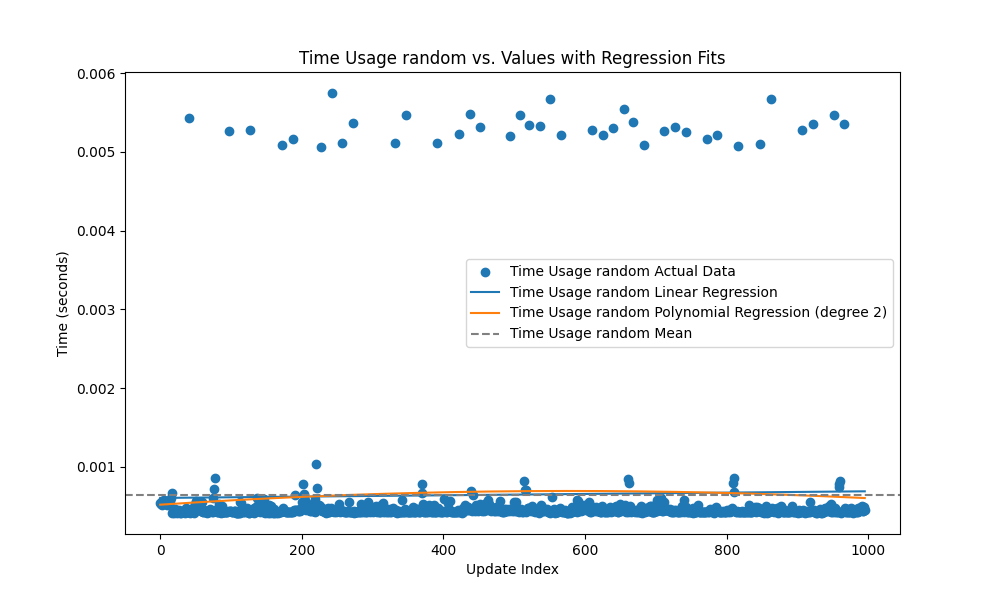 Time Usage random vs. Values with Regression Fits
0.006
0.005
0.004
0.003
0.002
0.001
Time (seconds)
Time Usage random Actual Data
Time Usage random Linear Regression
Time Usage random Polynomial Regression (degree 2)
Time Usage random Mean
0 200 400 600 800 1000
Update Index